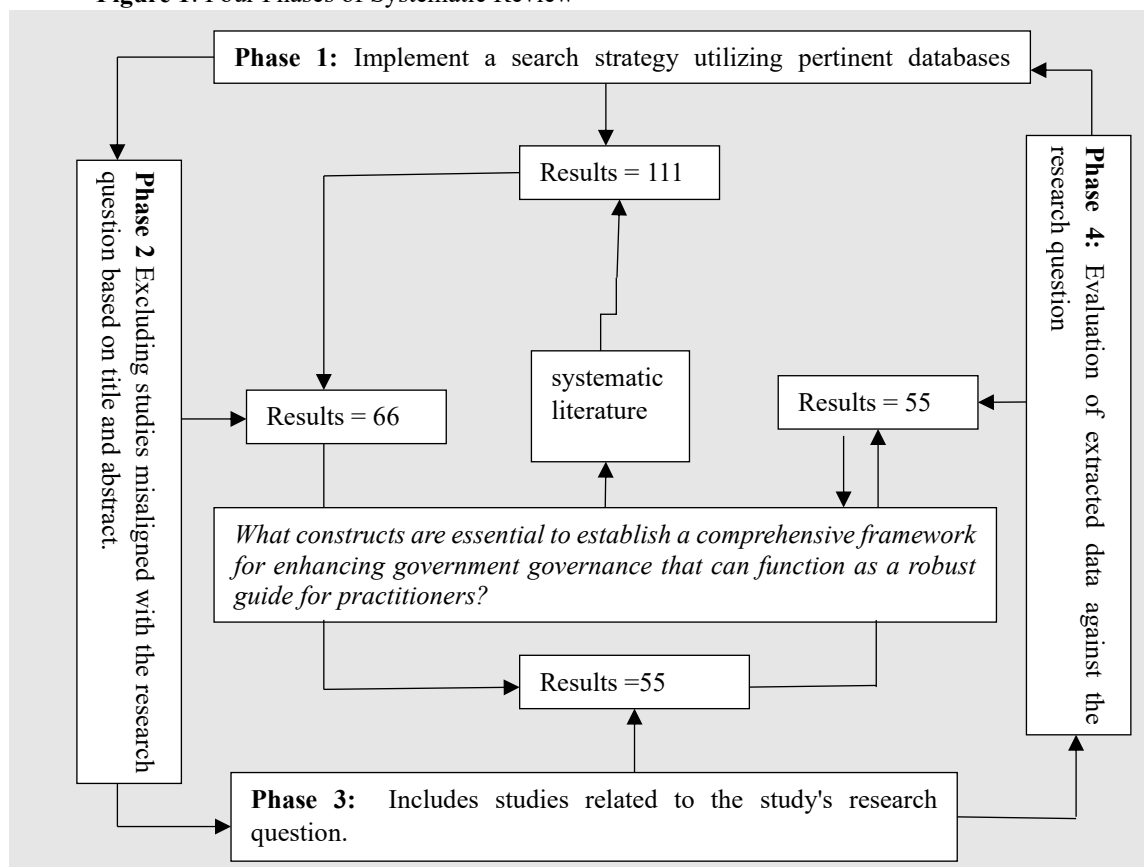 Figure 1: Four Phases of Systematic Review
Phase 1: Implement a search strategy utilizing pertinent databases
Results = 111
Phase 2 Excluding studies misaligned with the research
question based on title and abstract.
Phase 4: Evaluation of extracted data against the
research question
systematic
literature
Results = 66
Results = 55
What constructs are essential to establish a comprehensive framework
for enhancing government governance that can function as a robust
guide for practitioners?
Results =55
Phase 3: Includes studies related to the study's research
question.